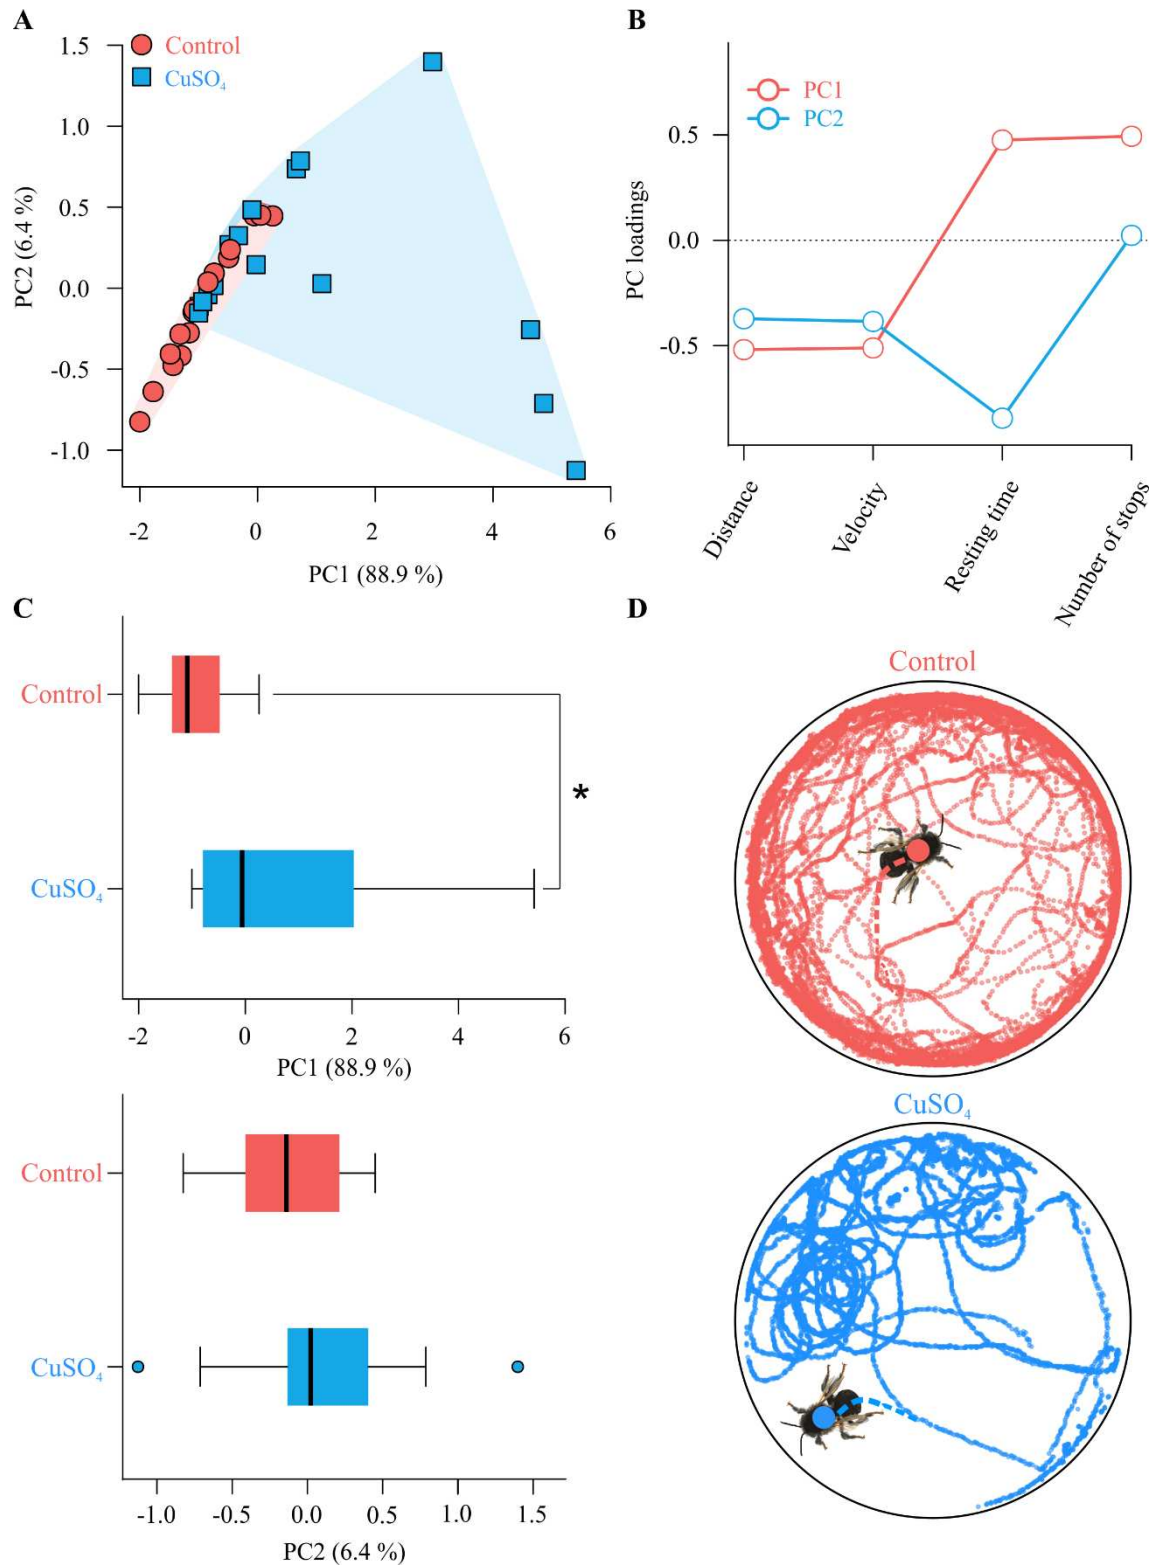 A
Control
CuSO₄
1.5
1.0
0.5
0.0
-0.5
-1.0
PC2 (6.4 %)
-2
0
2
4
6
PC1 (88.9 %)
B
PC1
PC2
0.5
0.0
-0.5
PC loadings
Distance
Velocity
Resting time
Number of stops
C
Control
*
CuSO₄
-2
0
2
4
6
PC1 (88.9 %)
Control
CuSO₄
-1.0
-0.5
0.0
0.5
1.0
1.5
PC2 (6.4 %)
D
Control
CuSO₄